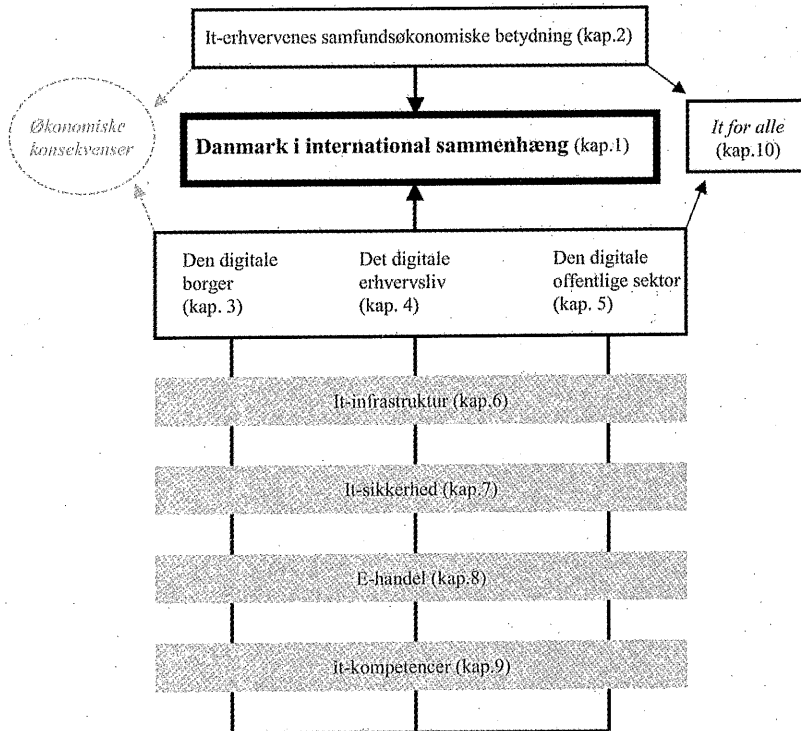 It-erhvervenes samfundsøkonomiske betydning (kap.2)
Økonomiske
konsekvenser
Danmark i international sammenhæng (kap.1)
It for alle
(kap.10)
Den digitale
borger
(kap. 3)
Det digitale
erhvervsliv
(kap. 4)
Den digitale
offentlige sektor
(kap. 5)
It-infrastruktur (kap.6)
It-sikkerhed (kap.7)
E-handel (kap.8)
it-kompetencer (kap.9)